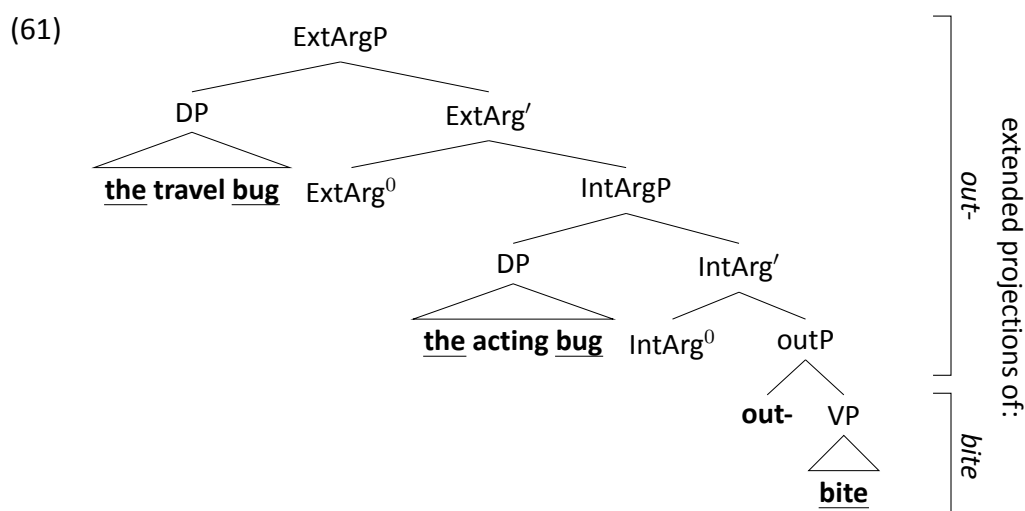 (61)
ExtArgP
DP ExtArg′
the travel bug ExtArg⁰ IntArgP
DP IntArg′
the acting bug IntArg⁰ outP
out- VP
bite
out-
bite
extended projections of: